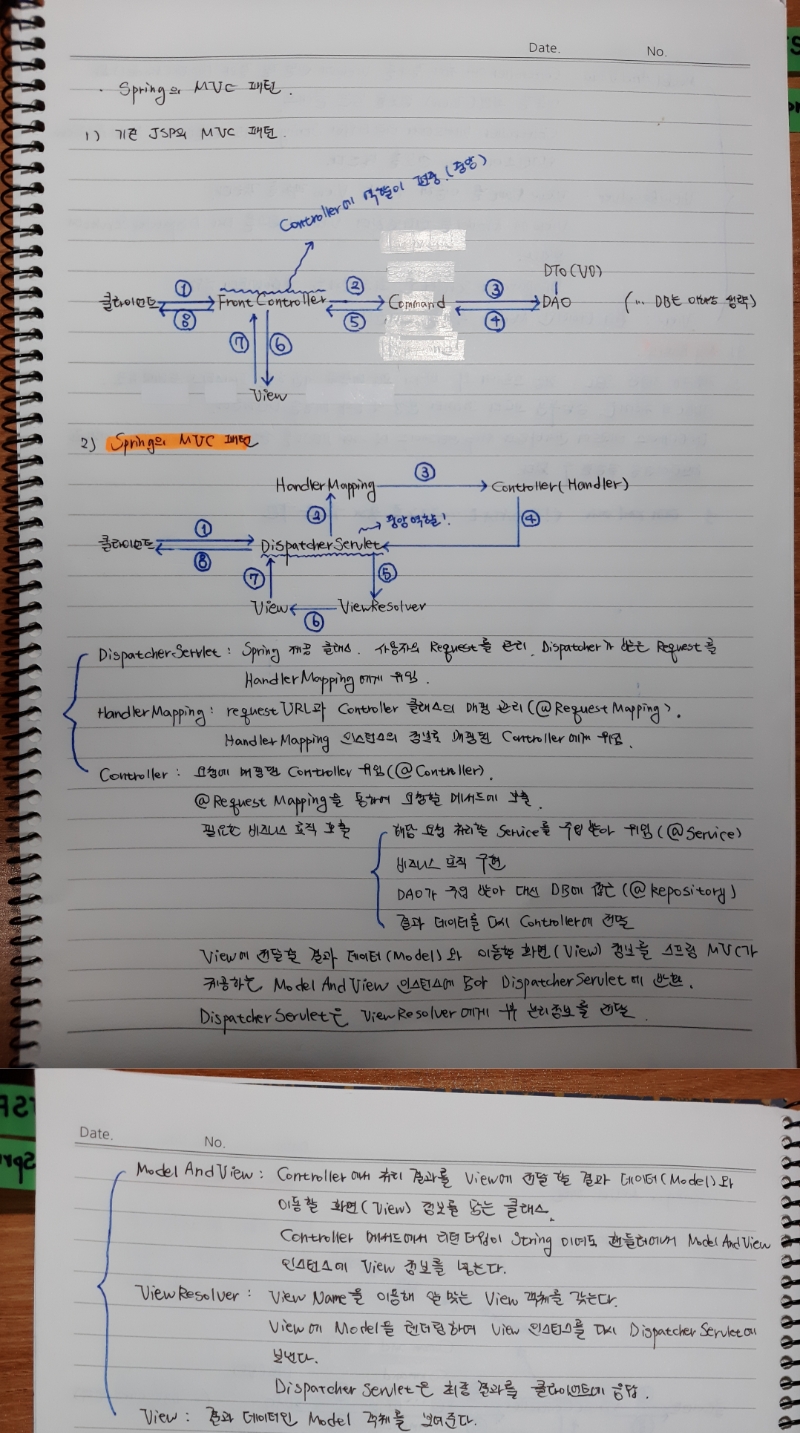 Date. No.
· Spring의 MVC 패턴.
1) 기존 JSP의 MVC 패턴.
Controller에 역할이 편중(중앙)
DTO(VO)
클라이언트 ① ⑧ FrontController ② ⑤ Command ③ ④ DAO (∵ DB는
⑦ ⑥
View
2) Spring의 MVC 패턴
HandlerMapping ③ Controller(Handler)
② ④
중앙역할!
클라이언트 ① ⑧ DispatcherServlet
⑦ ⑤
View ⑥ ViewResolver
DispatcherServlet : Spring 제공 클래스. 사용자의 Request를 관리. Dispatcher가 받은 Request를
HandlerMapping에게 위임.
HandlerMapping : request URL과 Controller 클래스의 매핑 관리(@RequestMapping).
HandlerMapping 인스턴스의 정보로 매핑된 Controller에게 위임.
Controller : 요청에 매핑된 Controller 위임(@Controller).
@Request Mapping을 통하여 요청할 메서드에 도출.
필요한 비즈니스 로직 호출
해당 요청 처리할 Service를 주입 받아 위임(@Service)
비즈니스 로직 구현
DAO가 주입 받아 대신 DB에 접근(@Repository)
결과 데이터를 다시 Controller에 전달
View에 전달할 결과 데이터(Model)와 이동할 화면(View) 정보를 스프링 MVC가
제공하는 Model And View 인스턴스에 담아 DispatcherServlet에 반환.
DispatcherServlet은 ViewResolver에게 뷰 논리정보를 전달.
Date. No.
Model And View : Controller에서 처리 결과를 View에 전달할 결과 데이터(Model)와
이동할 화면(View) 정보를 담는 클래스.
Controller 메서드에서 리턴 타입이 String 이여도 핸들러에서 Model And View
인스턴스에 View 정보를 넣는다.
ViewResolver : View Name을 이용해 알맞는 View 객체를 갖는다.
View에 Model을 렌더링하여 View 인스턴스를 다시 DispatcherServlet에
보낸다.
Dispatcher Servlet은 최종 결과를 클라이언트에 응답.
View : 결과 데이터인 Model 객체를 보여준다.